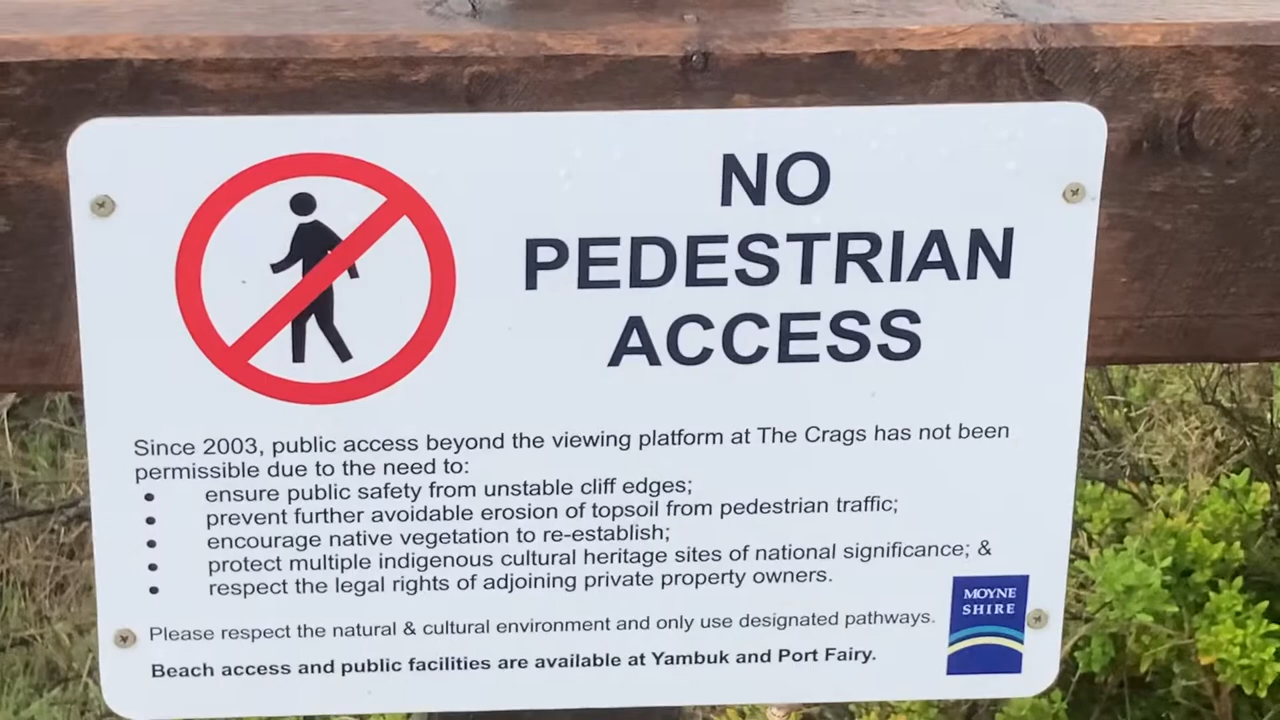 NO
PEDESTRIAN
ACCESS
Since 2003, public access beyond the viewing platform at The Crags has not been
permissible due to the need to:
• ensure public safety from unstable cliff edges;
• prevent further avoidable erosion of topsoil from pedestrian traffic;
• encourage native vegetation to re-establish;
• protect multiple indigenous cultural heritage sites of national significance; &
• respect the legal rights of adjoining private property owners.
Please respect the natural & cultural environment and only use designated pathways.
Beach access and public facilities are available at Yambuk and Port Fairy.
MOYNE
SHIRE